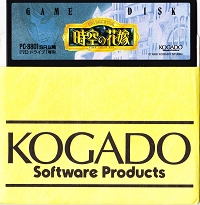 GAME DISK
PC-8801SR以降
時空の花嫁
KOGADO
KOGADO
Software Products